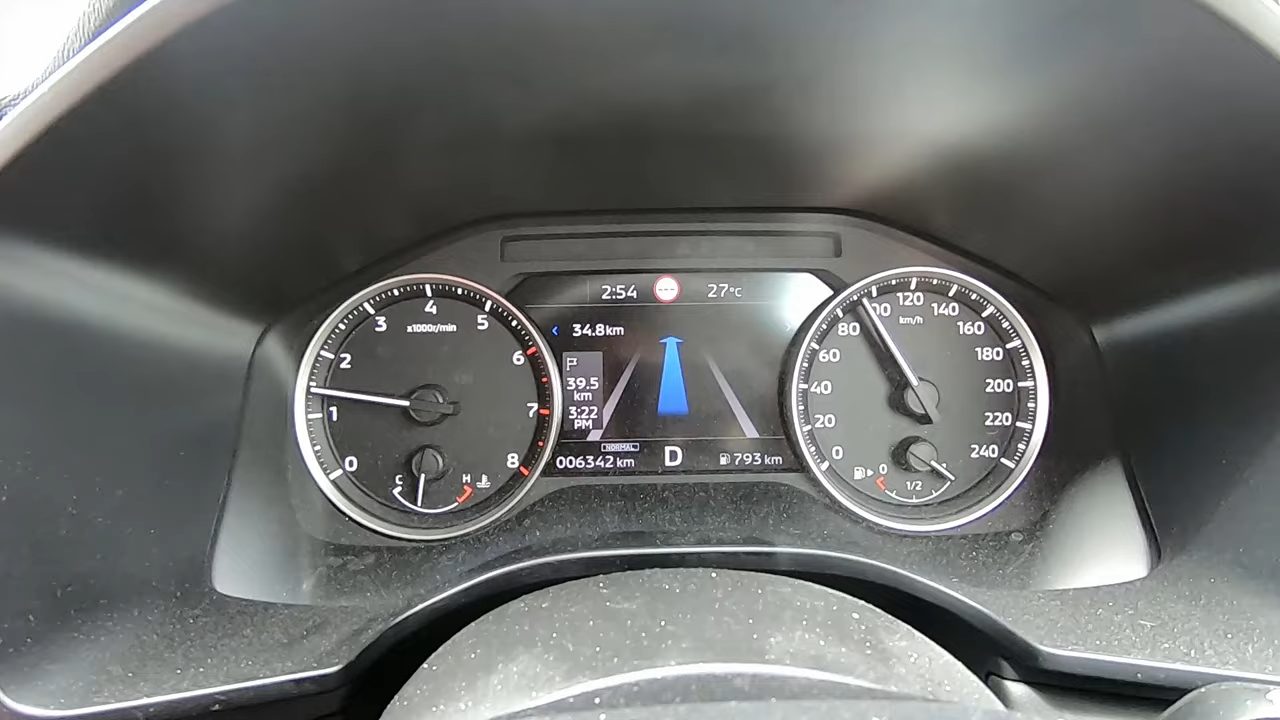 2:54 --- 27°C
34.8km
39.5
km
3:22
PM
NORMAL
006342 km D 793 km
0 1 2 3 4 5 6 7 8
x1000r/min
C H
0 20 40 60 80 100 120 140 160 180 200 220 240
km/h
0 1/2